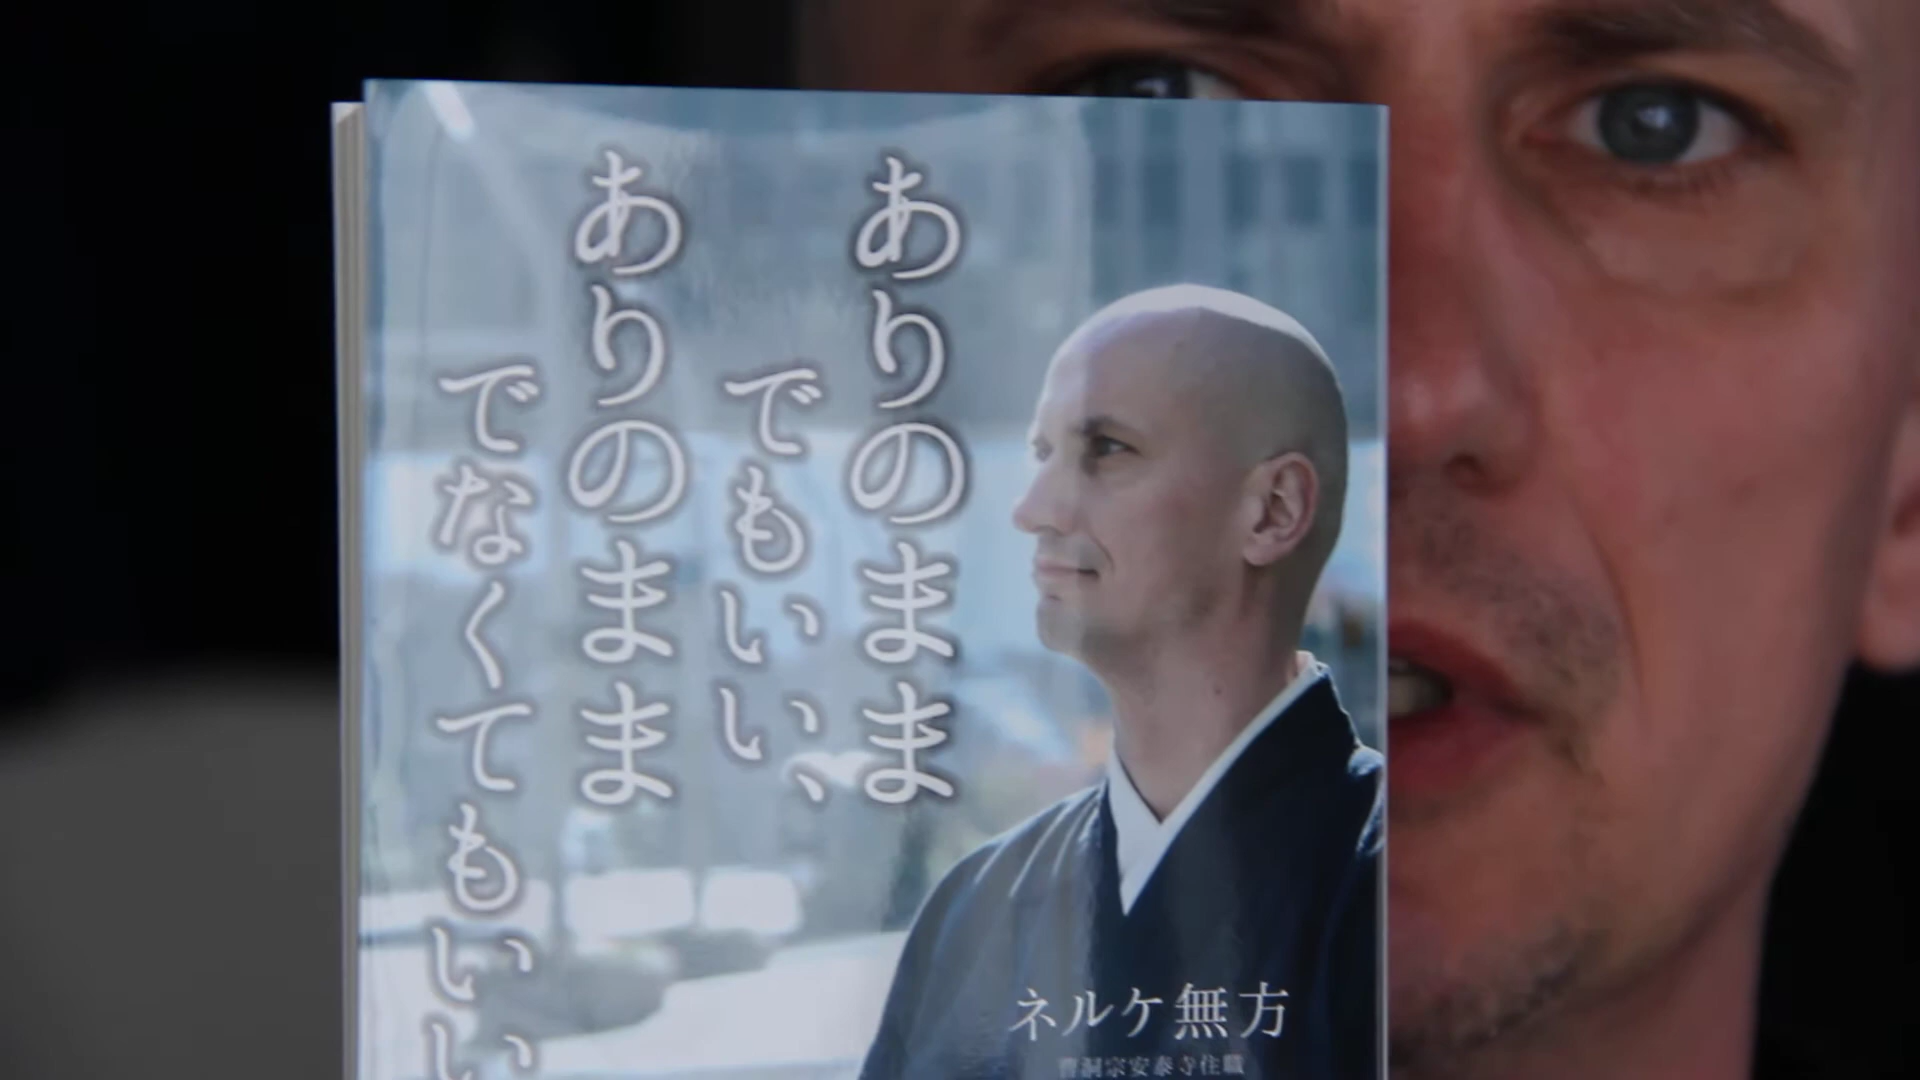 ありのまま
でもいい、
ありのまま
でなくてもいい
ネルケ無方
曹洞宗安泰寺住職